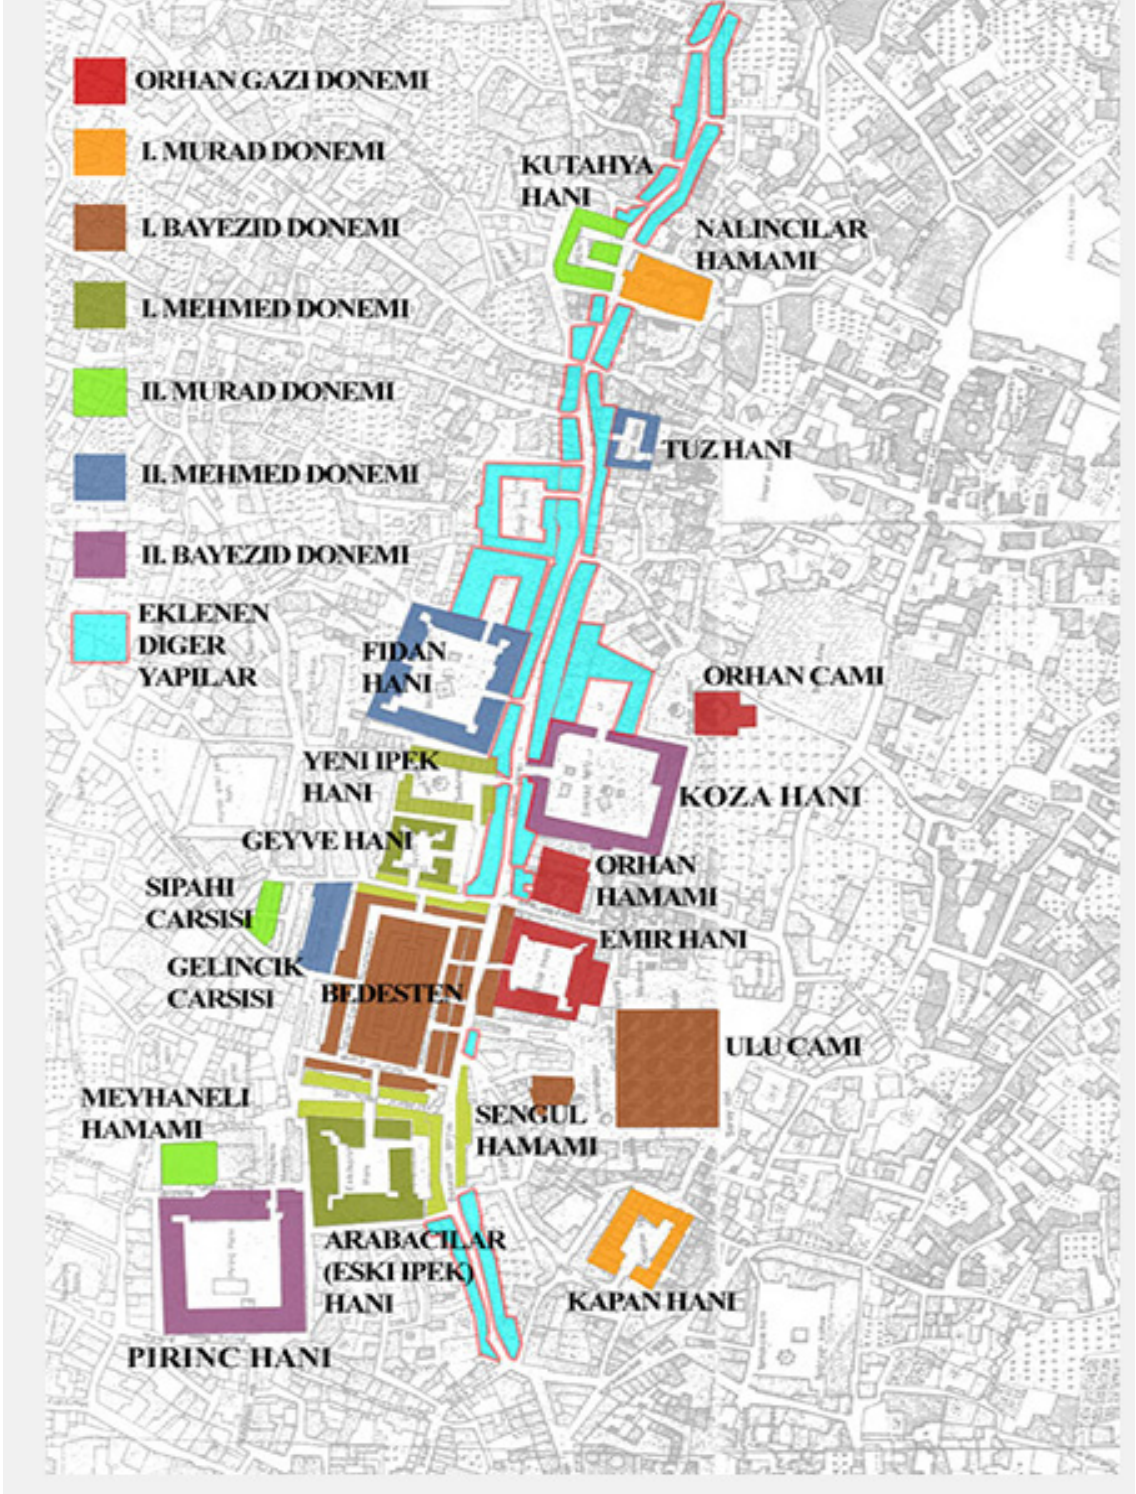 ORHAN GAZI DONEMI
I. MURAD DONEMI
I. BAYEZID DONEMI
I. MEHMED DONEMI
II. MURAD DONEMI
II. MEHMED DONEMI
II. BAYEZID DONEMI
EKLENEN
DIGER
YAPILAR
KUTAHYA
HANI
NALINCILAR
HAMAMI
TUZ HANI
FIDAN
HANI
ORHAN CAMI
YENI IPEK
HANI
KOZA HANI
GEYVE HANI
ORHAN
HAMAMI
SIPAHI
CARSISI
EMIR HANI
GELINCIK
CARSISI
BEDESTEN
ULU CAMI
MEYHANELI
HAMAMI
SENGUL
HAMAMI
ARABACILAR
(ESKI IPEK)
HANI
KAPAN HANI
PIRINC HANI